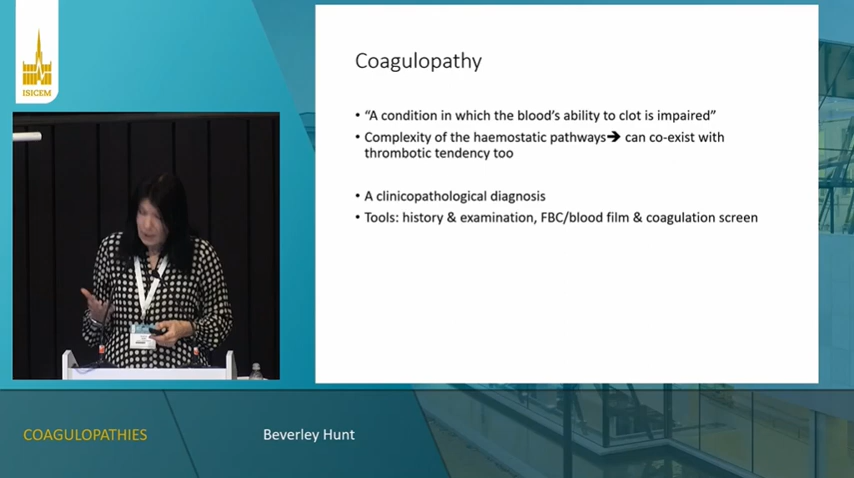 ISICEM
Coagulopathy
• "A condition in which the blood's ability to clot is impaired"
• Complexity of the haemostatic pathways➔ can co-exist with
thrombotic tendency too
• A clinicopathological diagnosis
• Tools: history & examination, FBC/blood film & coagulation screen
COAGULOPATHIES
Beverley Hunt